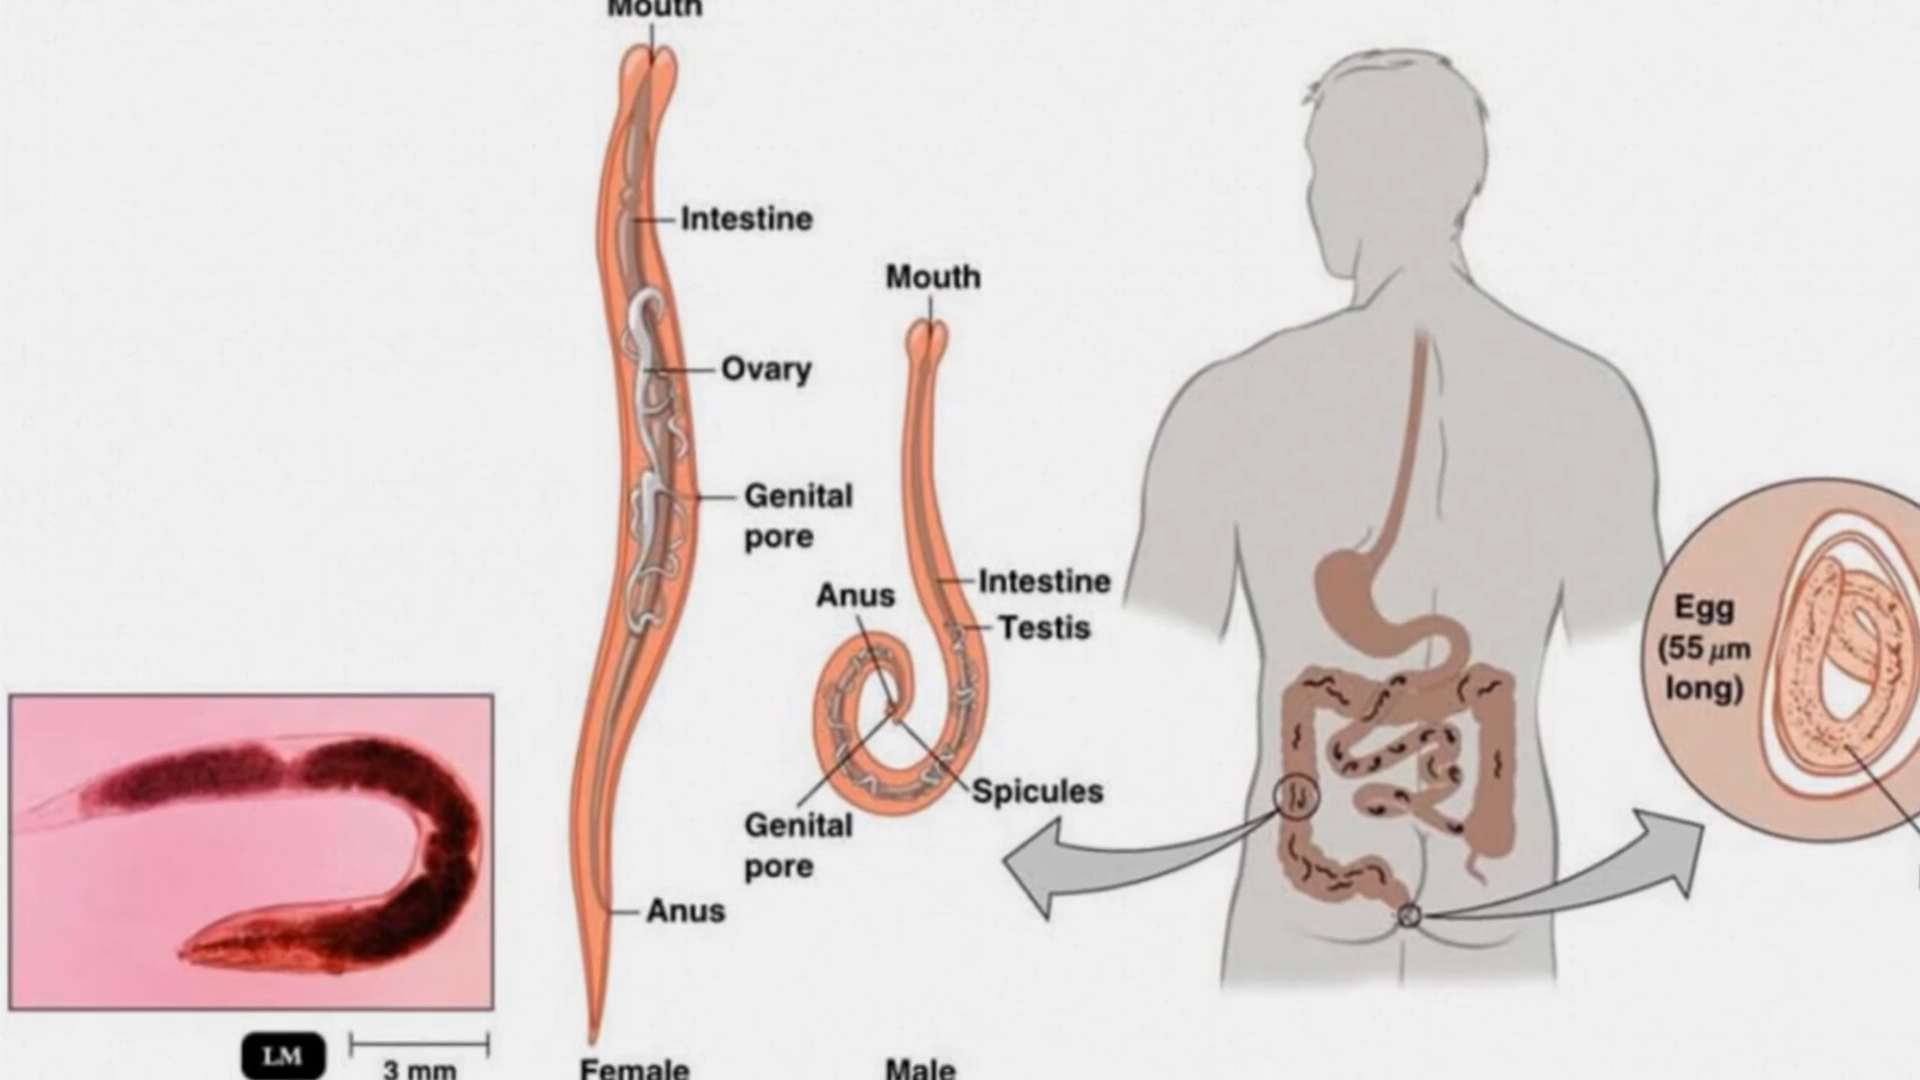 Mouth
Intestine
Ovary
Genital
pore
Anus
Mouth
Intestine
Testis
Anus
Spicules
Genital
pore
Egg
(55 μm
long)
LM
3 mm
Female
Male